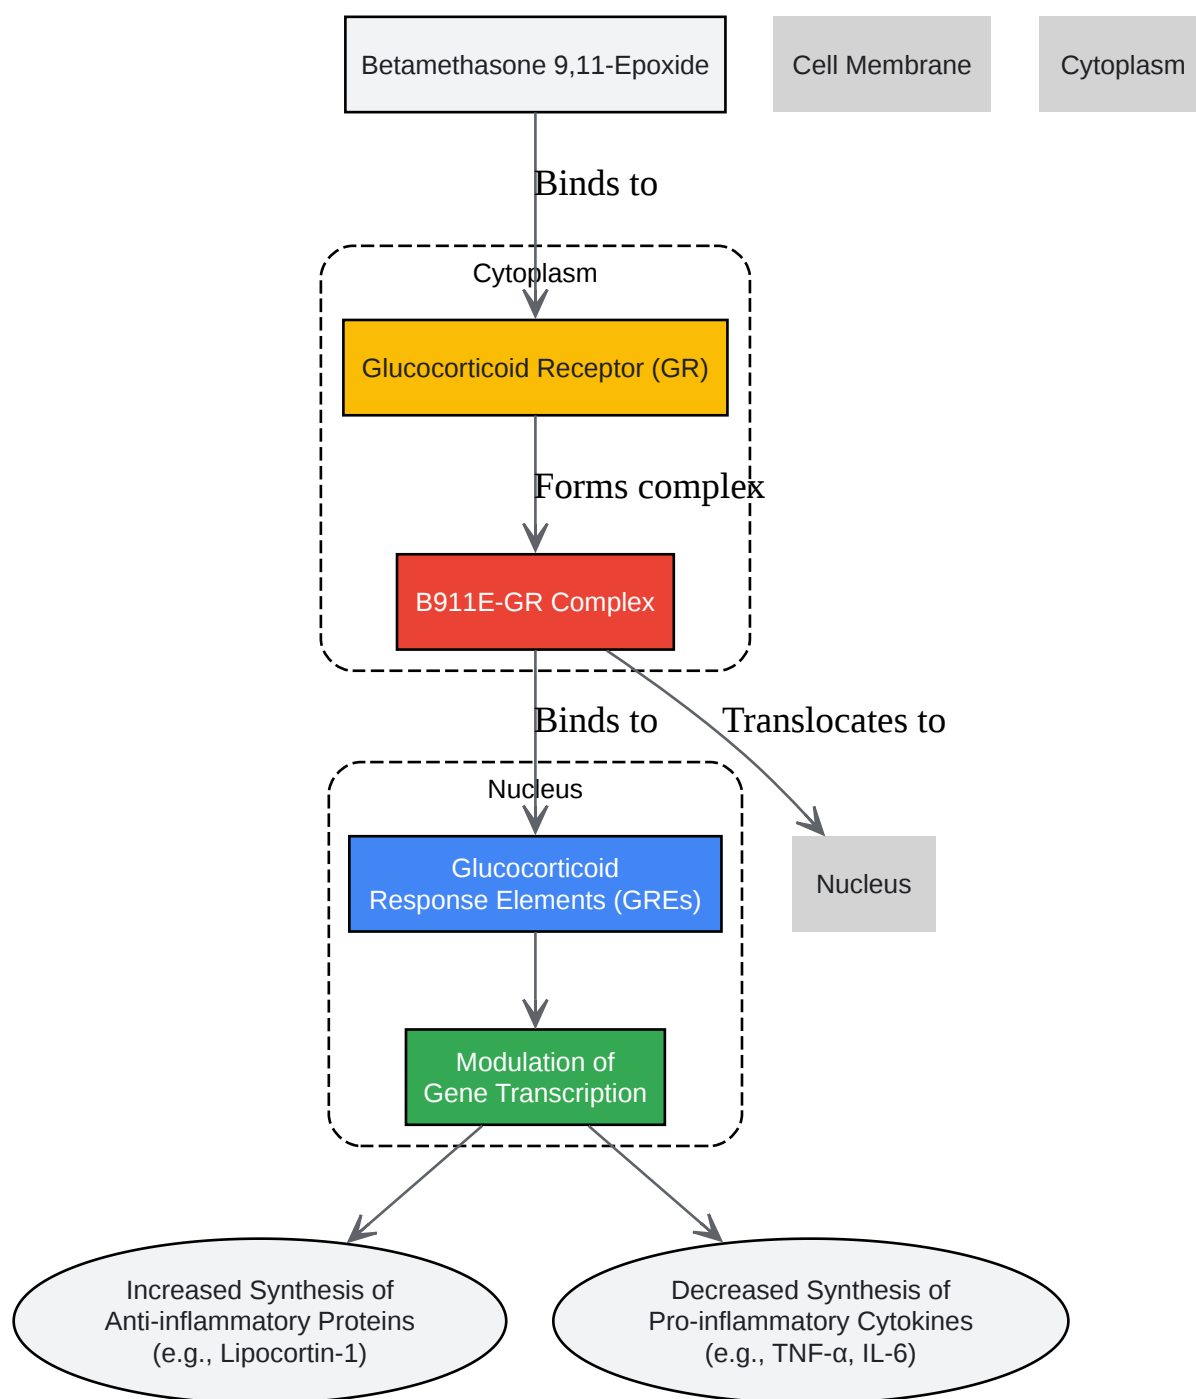 Betamethasone 9,11-Epoxide
Cell Membrane
Cytoplasm
Binds to
Cytoplasm
Glucocorticoid Receptor (GR)
Forms complex
B911E-GR Complex
Binds to
Translocates to
Nucleus
Glucocorticoid
Response Elements (GREs)
Nucleus
Modulation of
Gene Transcription
Increased Synthesis of
Anti-inflammatory Proteins
(e.g., Lipocortin-1)
Decreased Synthesis of
Pro-inflammatory Cytokines
(e.g., TNF-α, IL-6)